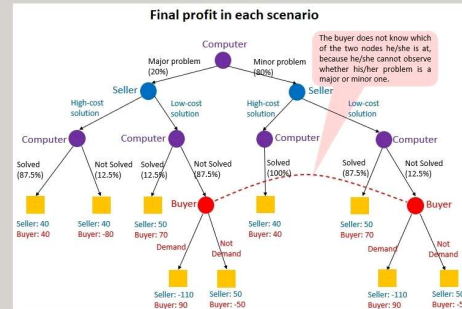 Final profit in each scenario
Computer
The buyer does not know which
of the two nodes he/she is at,
because he/she cannot observe
whether his/her problem is a
major or minor one.
Major problem
(20%)
Minor problem
(80%)
Seller
Seller
High-cost
solution
Low-cost
solution
High-cost
solution
Low-cost
solution
Computer
Computer
Computer
Computer
Solved
(87.5%)
Not Solved
(12.5%)
Solved
(12.5%)
Not Solved
(87.5%)
Solved
(100%)
Solved
(87.5%)
Not Solved
(12.5%)
Buyer
Buyer
Seller: 40
Buyer: 40
Seller: 40
Buyer: -80
Seller: 50
Buyer: 70
Seller: 40
Buyer: 40
Seller: 50
Buyer: 70
Demand
Not
Demand
Demand
Not
Demand
Seller: -110
Buyer: 90
Seller: 50
Buyer: -50
Seller: -110
Buyer: 90
Seller:
Buyer: